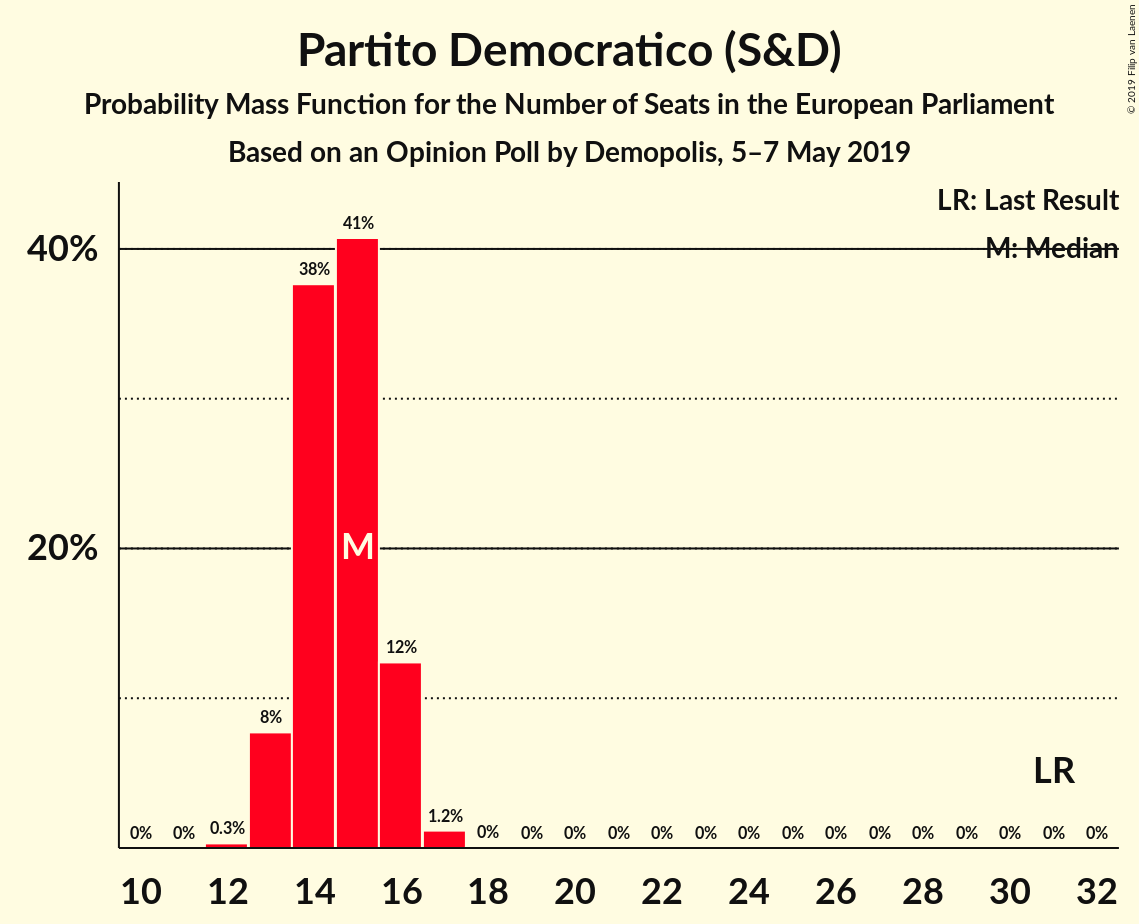 Partito Democratico (S&D)
Probability Mass Function for the Number of Seats in the European Parliament
Based on an Opinion Poll by Demopolis, 5–7 May 2019
© 2019 Filip van Laenen
LR: Last Result
M: Median
40%
20%
0% 0% 0.3% 8% 38% 41% 12% 1.2% 0% 0% 0% 0% 0% 0% 0% 0% 0% 0% 0% 0% 0% 0% 0%
M
LR
10 12 14 16 18 20 22 24 26 28 30 32